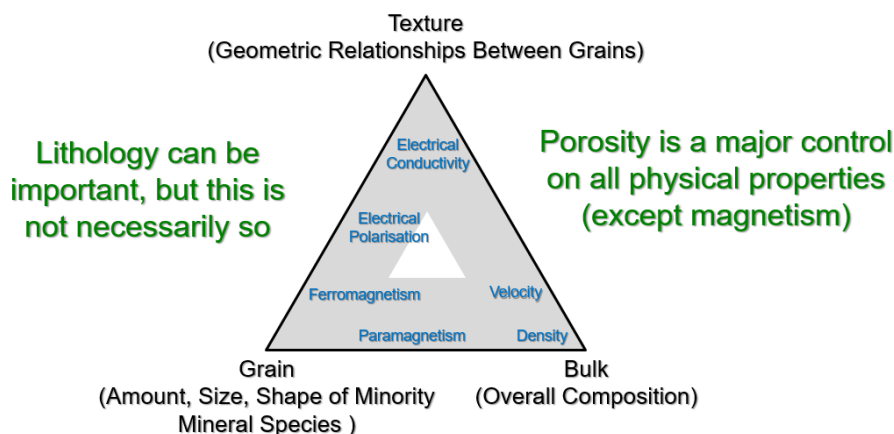 Texture
(Geometric Relationships Between Grains)
Lithology can be
important, but this is
not necessarily so
Porosity is a major control
on all physical properties
(except magnetism)
Electrical
Conductivity
Electrical
Polarisation
Ferromagnetism
Velocity
Paramagnetism
Density
Grain
(Amount, Size, Shape of Minority
Mineral Species )
Bulk
(Overall Composition)